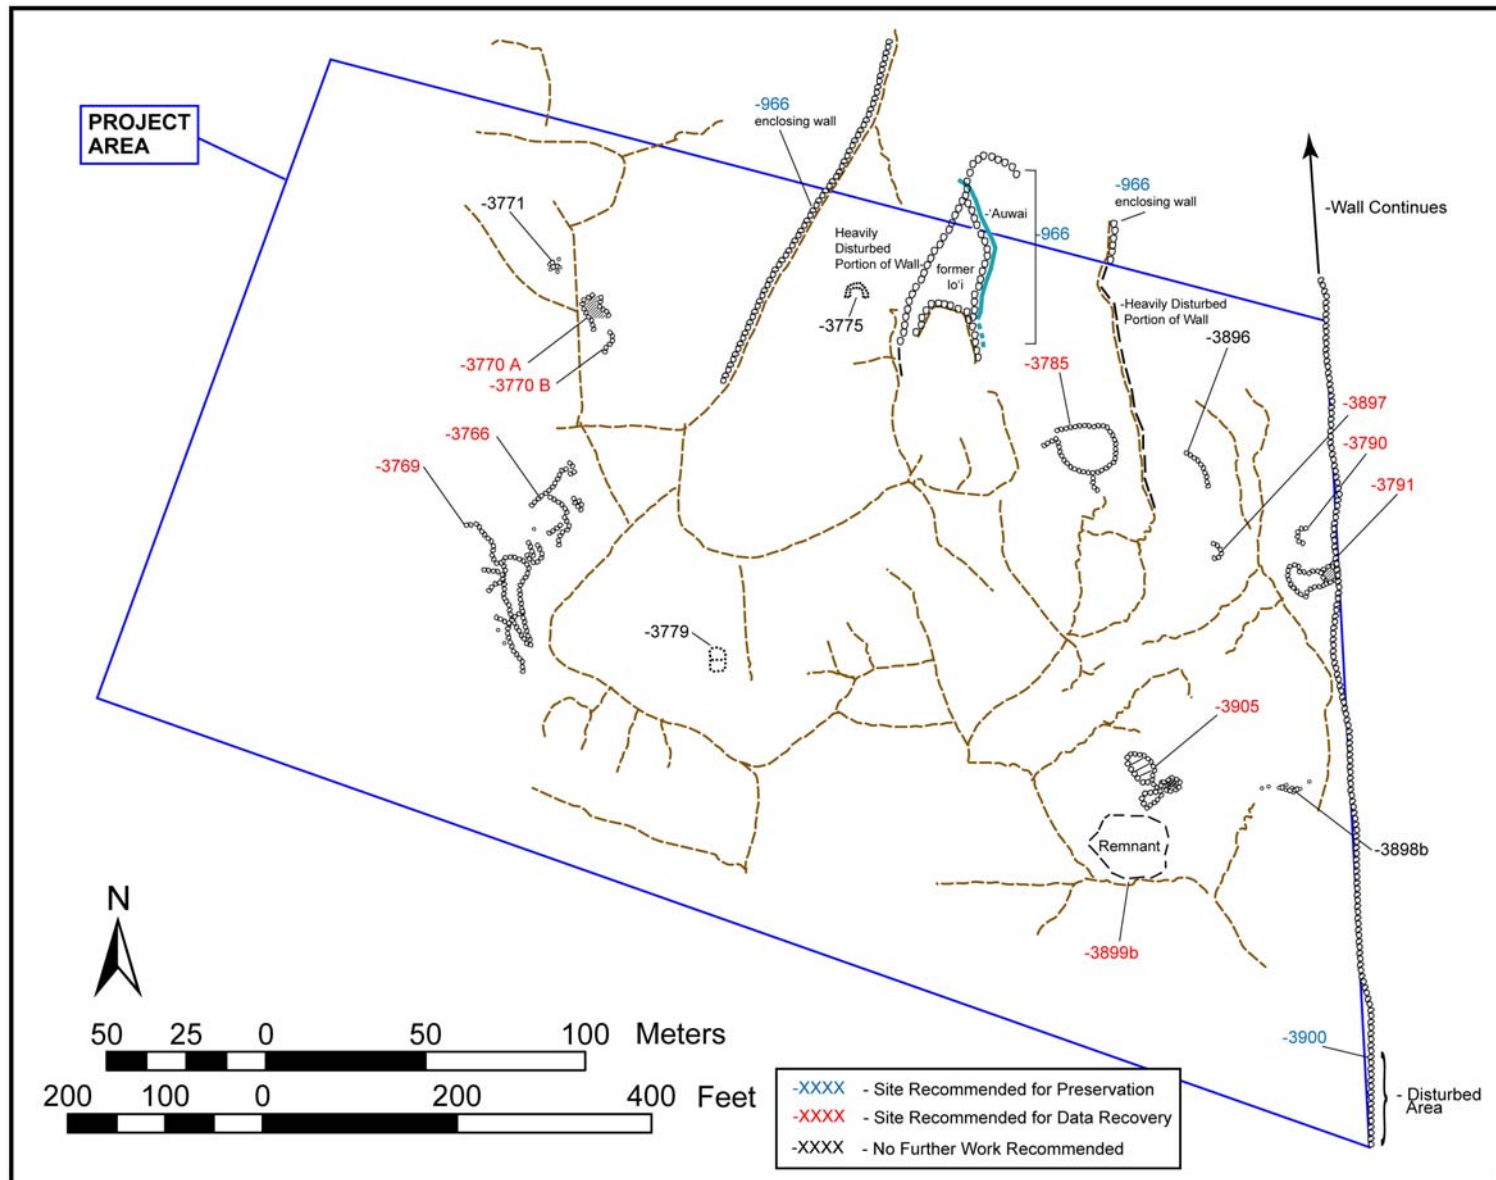 PROJECT
AREA
-966
enclosing wall
-3771
Heavily
Disturbed
Portion of Wall-
-'Auwai
-966
former
lo'i
-3775
-966
enclosing wall
-Wall Continues
-Heavily Disturbed
Portion of Wall
-3896
-3770 A
-3770 B
-3785
-3897
-3790
-3791
-3766
-3769
-3779
-3905
Remnant
-3898b
-3899b
-3900
- Disturbed
Area
N
50 25 0 50 100 Meters
200 100 0 200 400 Feet
-XXXX - Site Recommended for Preservation
-XXXX - Site Recommended for Data Recovery
-XXXX - No Further Work Recommended